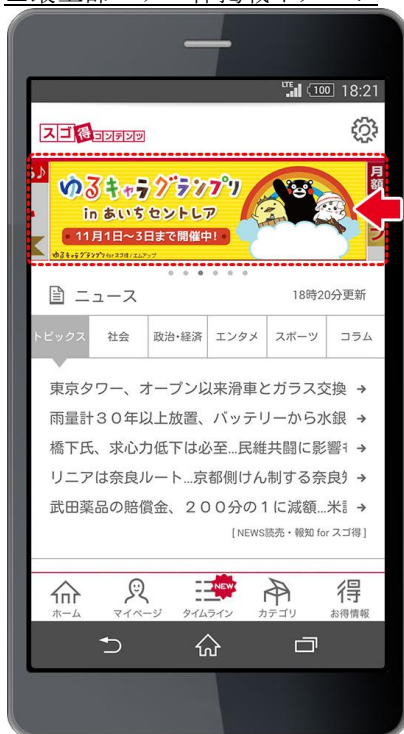 LTE 100 18:21
スゴ得コンテンツ
ゆるキャラグランプリ
in あいちセントレア
11月1日~3日まで開催中!
ゆるキャラグランプリ for スゴ得/エムアップ
月額
ニュース 18時20分更新
トピックス 社会 政治・経済 エンタメ スポーツ コラム
東京タワー、オープン以来滑車とガラス交換 →
雨量計30年以上放置、バッテリーから水銀 →
橋下氏、求心力低下は必至…民維共闘に影響も →
リニアは奈良ルート…京都側けん制する奈良 →
武田薬品の賠償金、200分の1に減額…米 →
[NEWS読売・報知 for スゴ得]
NEW
ホーム マイページ タイムライン カテゴリ お得情報
得